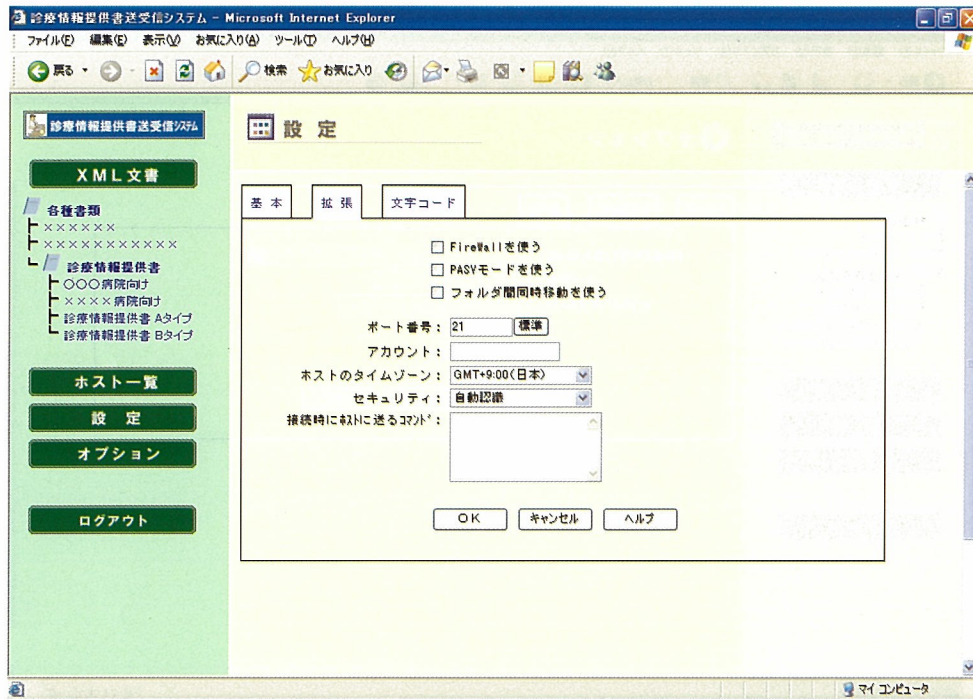 診療情報提供書送受信システム - Microsoft Internet Explorer
ファイル(F) 編集(E) 表示(V) お気に入り(A) ツール(T) ヘルプ(H)
戻る 検索 お気に入り
診療情報提供書送受信システム
設定
XML文書
各種書類
××××××
×××××××××××
診療情報提供書
○○○病院向け
××××病院向け
診療情報提供書 Aタイプ
診療情報提供書 Bタイプ
ホスト一覧
設 定
オプション
ログアウト
基 本 拡 張 文字コード
FireWallを使う
PASVモードを使う
フォルダ間同時移動を使う
ポート番号: 21 標準
アカウント:
ホストのタイムゾーン: GMT+9:00(日本)
セキュリティ: 自動認識
接続時にホストに送るコマンド:
OK キャンセル ヘルプ
マイ コンピュータ